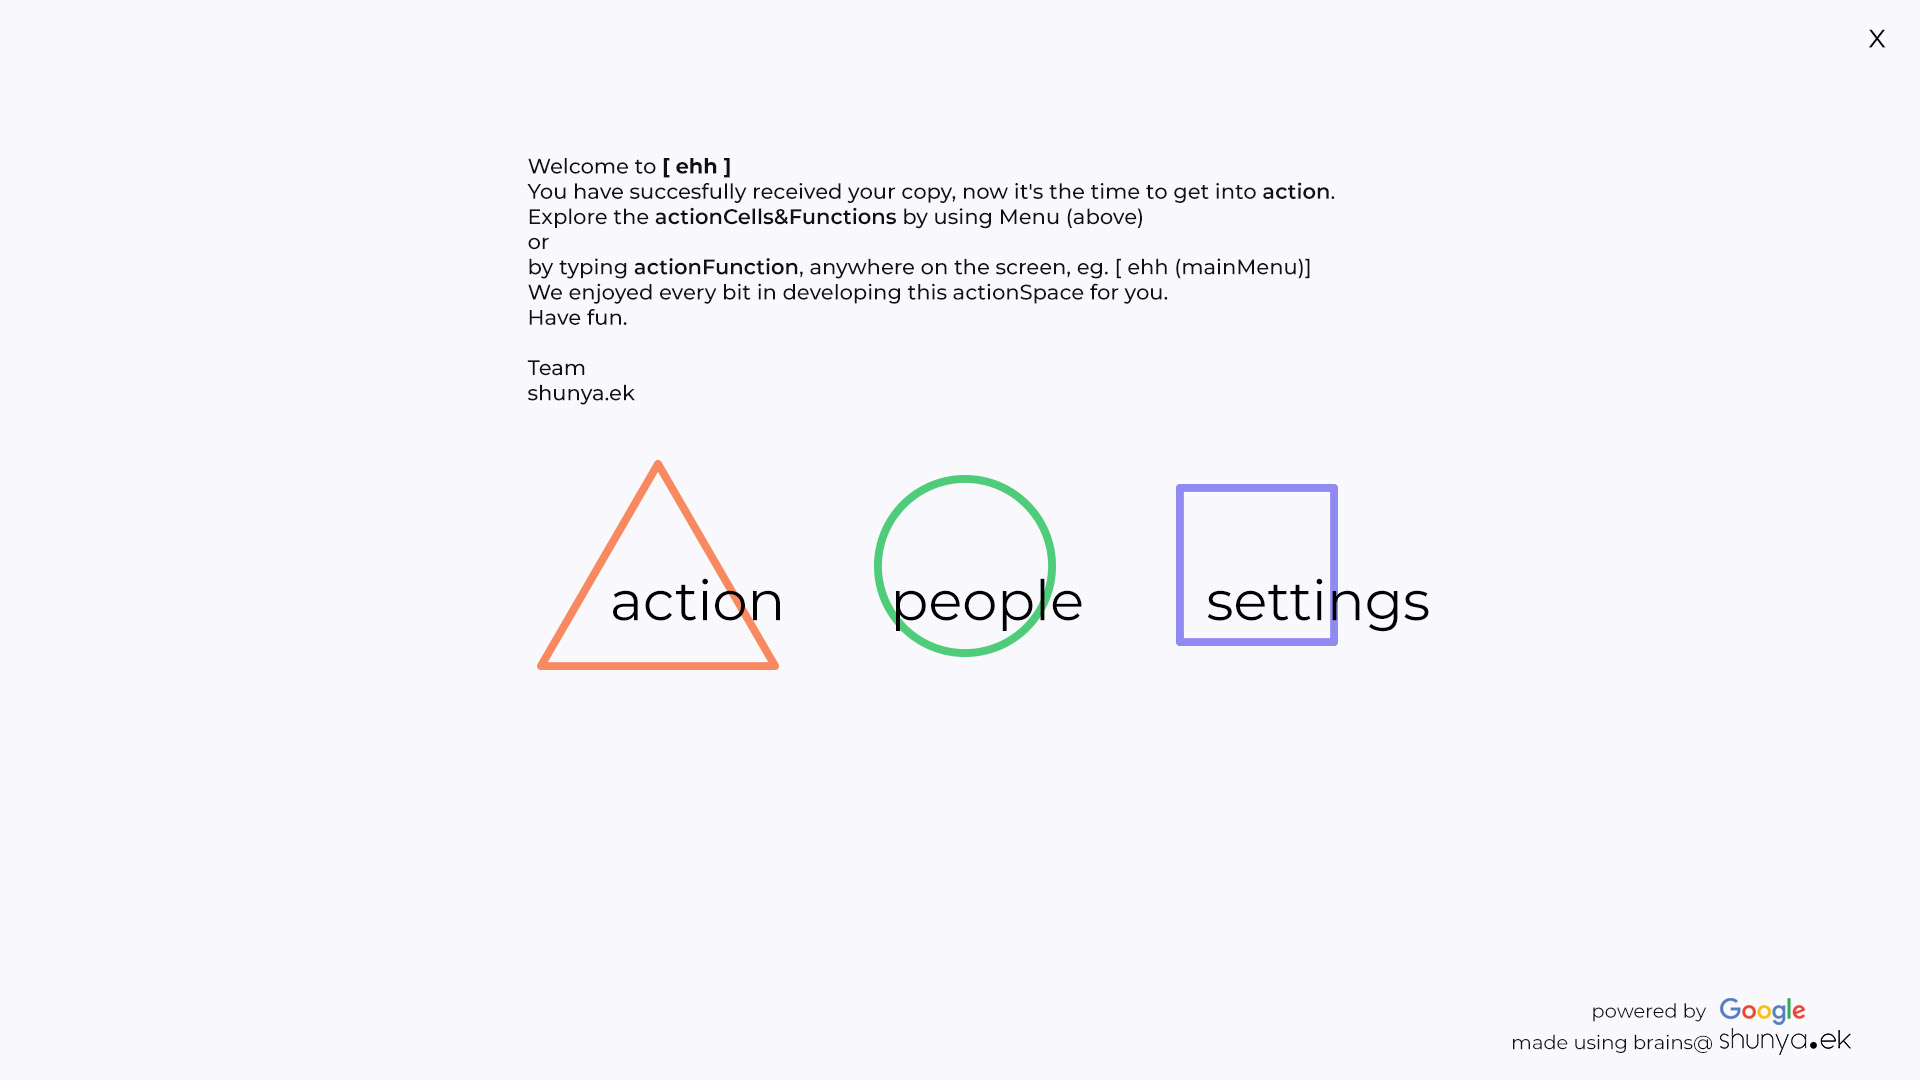 X
Welcome to [ ehh ]
You have succesfully received your copy, now it's the time to get into action.
Explore the actionCells&Functions by using Menu (above)
or
by typing actionFunction, anywhere on the screen, eg. [ ehh (mainMenu)]
We enjoyed every bit in developing this actionSpace for you.
Have fun.
Team
shunya.ek
action people settings
powered by Google
made using brains@ shunya.ek